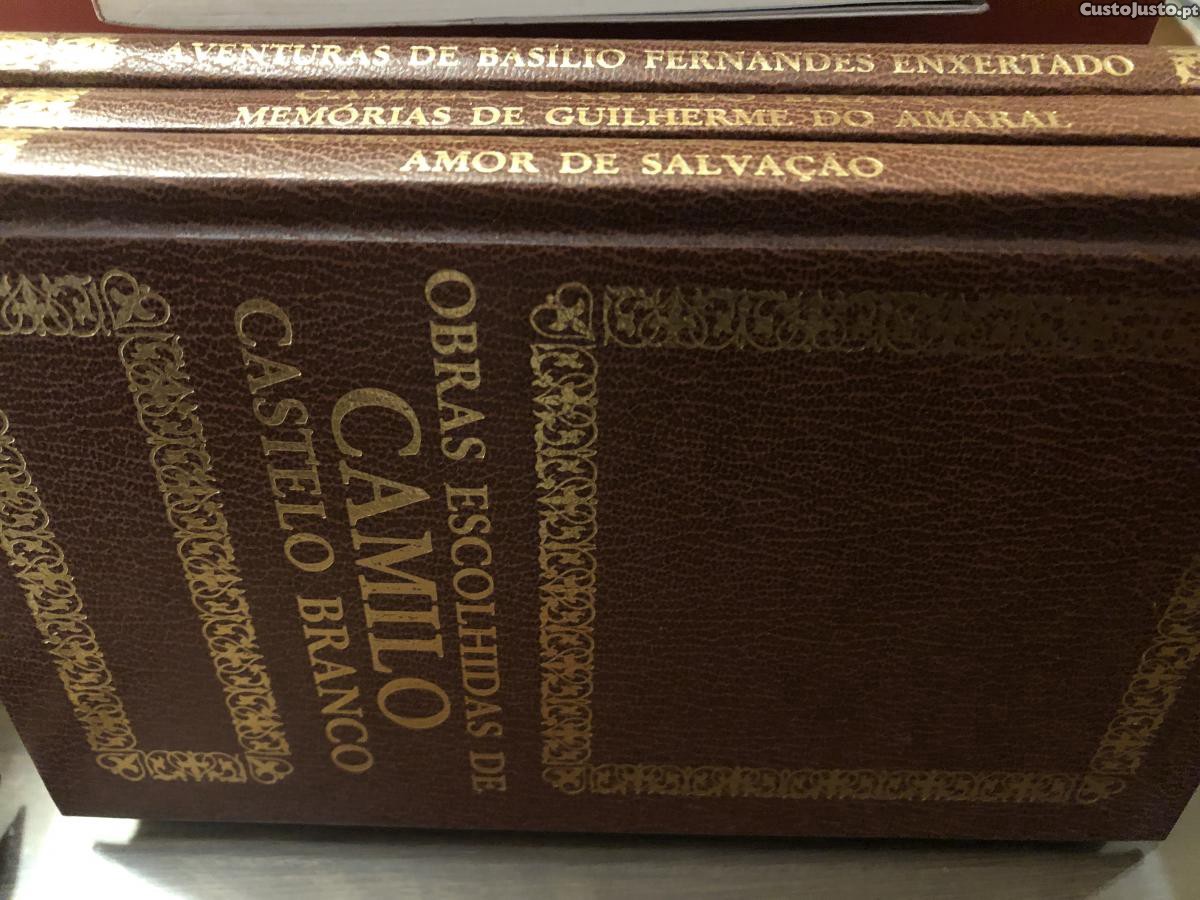 CustoJusto.pt
AVENTURAS DE BASÍLIO FERNANDES ENXERTADO
MEMÓRIAS DE GUILHERME DO AMARAL
AMOR DE SALVAÇÃO
OBRAS ESCOLHIDAS DE
CAMILO
CASTELO BRANCO